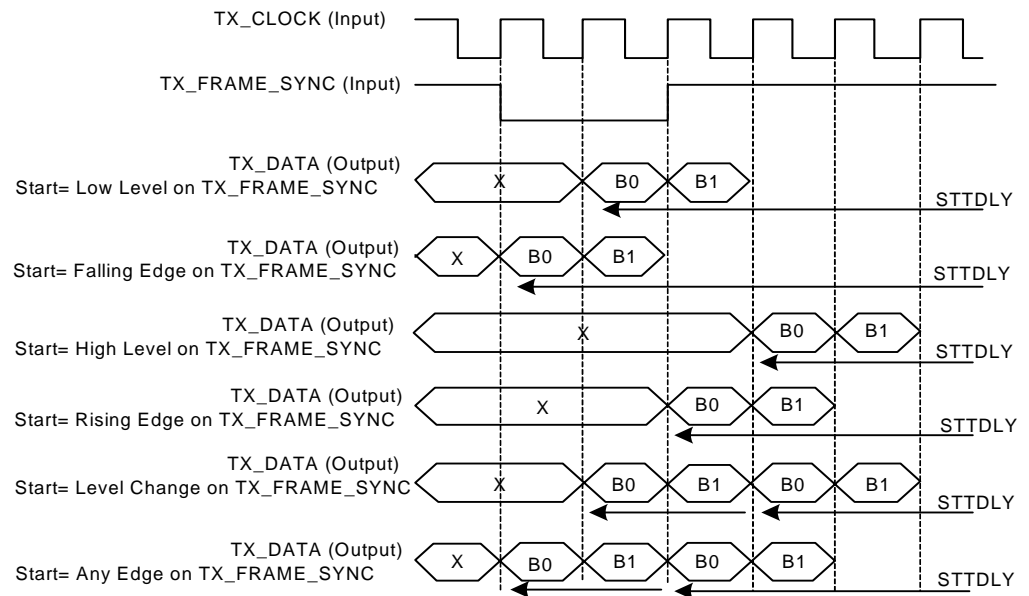 TX_CLOCK (Input)
TX_FRAME_SYNC (Input)
TX_DATA (Output)
Start= Low Level on TX_FRAME_SYNC
X B0 B1
STTDLY
TX_DATA (Output)
Start= Falling Edge on TX_FRAME_SYNC
X B0 B1
STTDLY
TX_DATA (Output)
Start= High Level on TX_FRAME_SYNC
X B0 B1
STTDLY
TX_DATA (Output)
Start= Rising Edge on TX_FRAME_SYNC
X B0 B1
STTDLY
TX_DATA (Output)
Start= Level Change on TX_FRAME_SYNC
X B0 B1 B0 B1
STTDLY
TX_DATA (Output)
Start= Any Edge on TX_FRAME_SYNC
X B0 B1 B0 B1
STTDLY